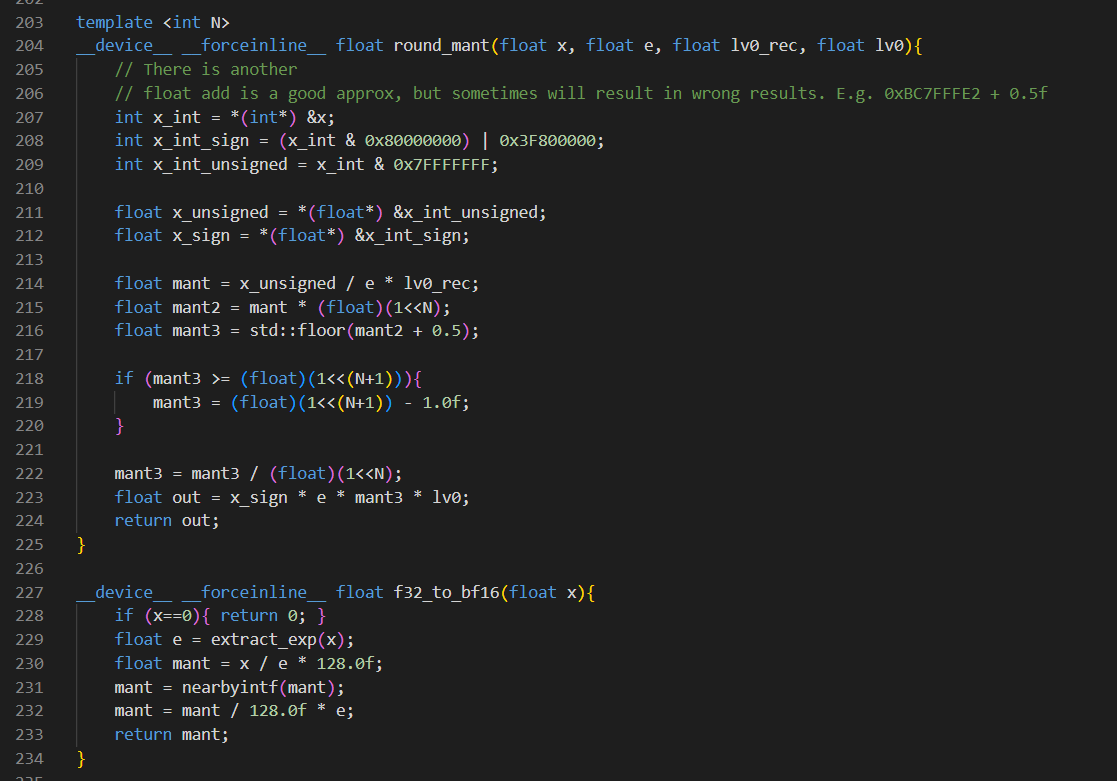 203 template <int N>
204 __device__ __forceinline__ float round_mant(float x, float e, float lv0_rec, float lv0){
205     // There is another
206     // float add is a good approx, but sometimes will result in wrong results. E.g. 0xBC7FFFE2 + 0.5f
207     int x_int = *(int*) &x;
208     int x_int_sign = (x_int & 0x80000000) | 0x3F800000;
209     int x_int_unsigned = x_int & 0x7FFFFFFF;
210
211     float x_unsigned = *(float*) &x_int_unsigned;
212     float x_sign = *(float*) &x_int_sign;
213
214     float mant = x_unsigned / e * lv0_rec;
215     float mant2 = mant * (float)(1<<N);
216     float mant3 = std::floor(mant2 + 0.5);
217
218     if (mant3 >= (float)(1<<(N+1))){
219         mant3 = (float)(1<<(N+1)) - 1.0f;
220     }
221
222     mant3 = mant3 / (float)(1<<N);
223     float out = x_sign * e * mant3 * lv0;
224     return out;
225 }
226
227 __device__ __forceinline__ float f32_to_bf16(float x){
228     if (x==0){ return 0; }
229     float e = extract_exp(x);
230     float mant = x / e * 128.0f;
231     mant = nearbyintf(mant);
232     mant = mant / 128.0f * e;
233     return mant;
234 }